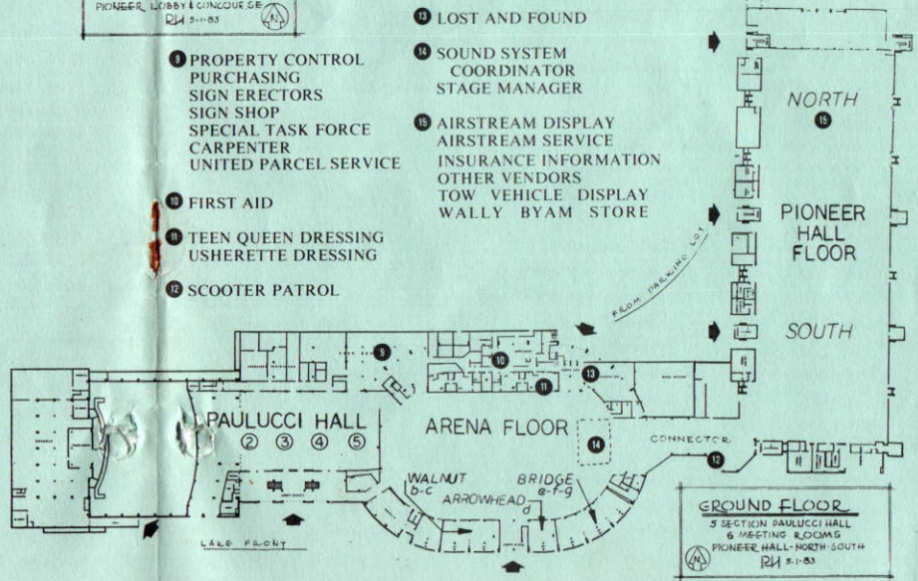 PIONEER LOBBY & CONCOURSE
RH 5-1-83
N
9 PROPERTY CONTROL
PURCHASING
SIGN ERECTORS
SIGN SHOP
SPECIAL TASK FORCE
CARPENTER
UNITED PARCEL SERVICE
10 FIRST AID
11 TEEN QUEEN DRESSING
USHERETTE DRESSING
12 SCOOTER PATROL
13 LOST AND FOUND
14 SOUND SYSTEM
COORDINATOR
STAGE MANAGER
15 AIRSTREAM DISPLAY
AIRSTREAM SERVICE
INSURANCE INFORMATION
OTHER VENDORS
TOW VEHICLE DISPLAY
WALLY BYAM STORE
NORTH
15
PIONEER
HALL
FLOOR
SOUTH
FROM PARKING LOT
9
10
11
13
PAULUCCI HALL
2 3 4 5
ARENA FLOOR
14
CONNECTOR
12
WALNUT
b-c
ARROWHEAD
d
BRIDGE
e-f-g
LAKE FRONT
GROUND FLOOR
5 SECTION PAULUCCI HALL
6 MEETING ROOMS
PIONEER HALL-NORTH-SOUTH
RH 5-1-83
N